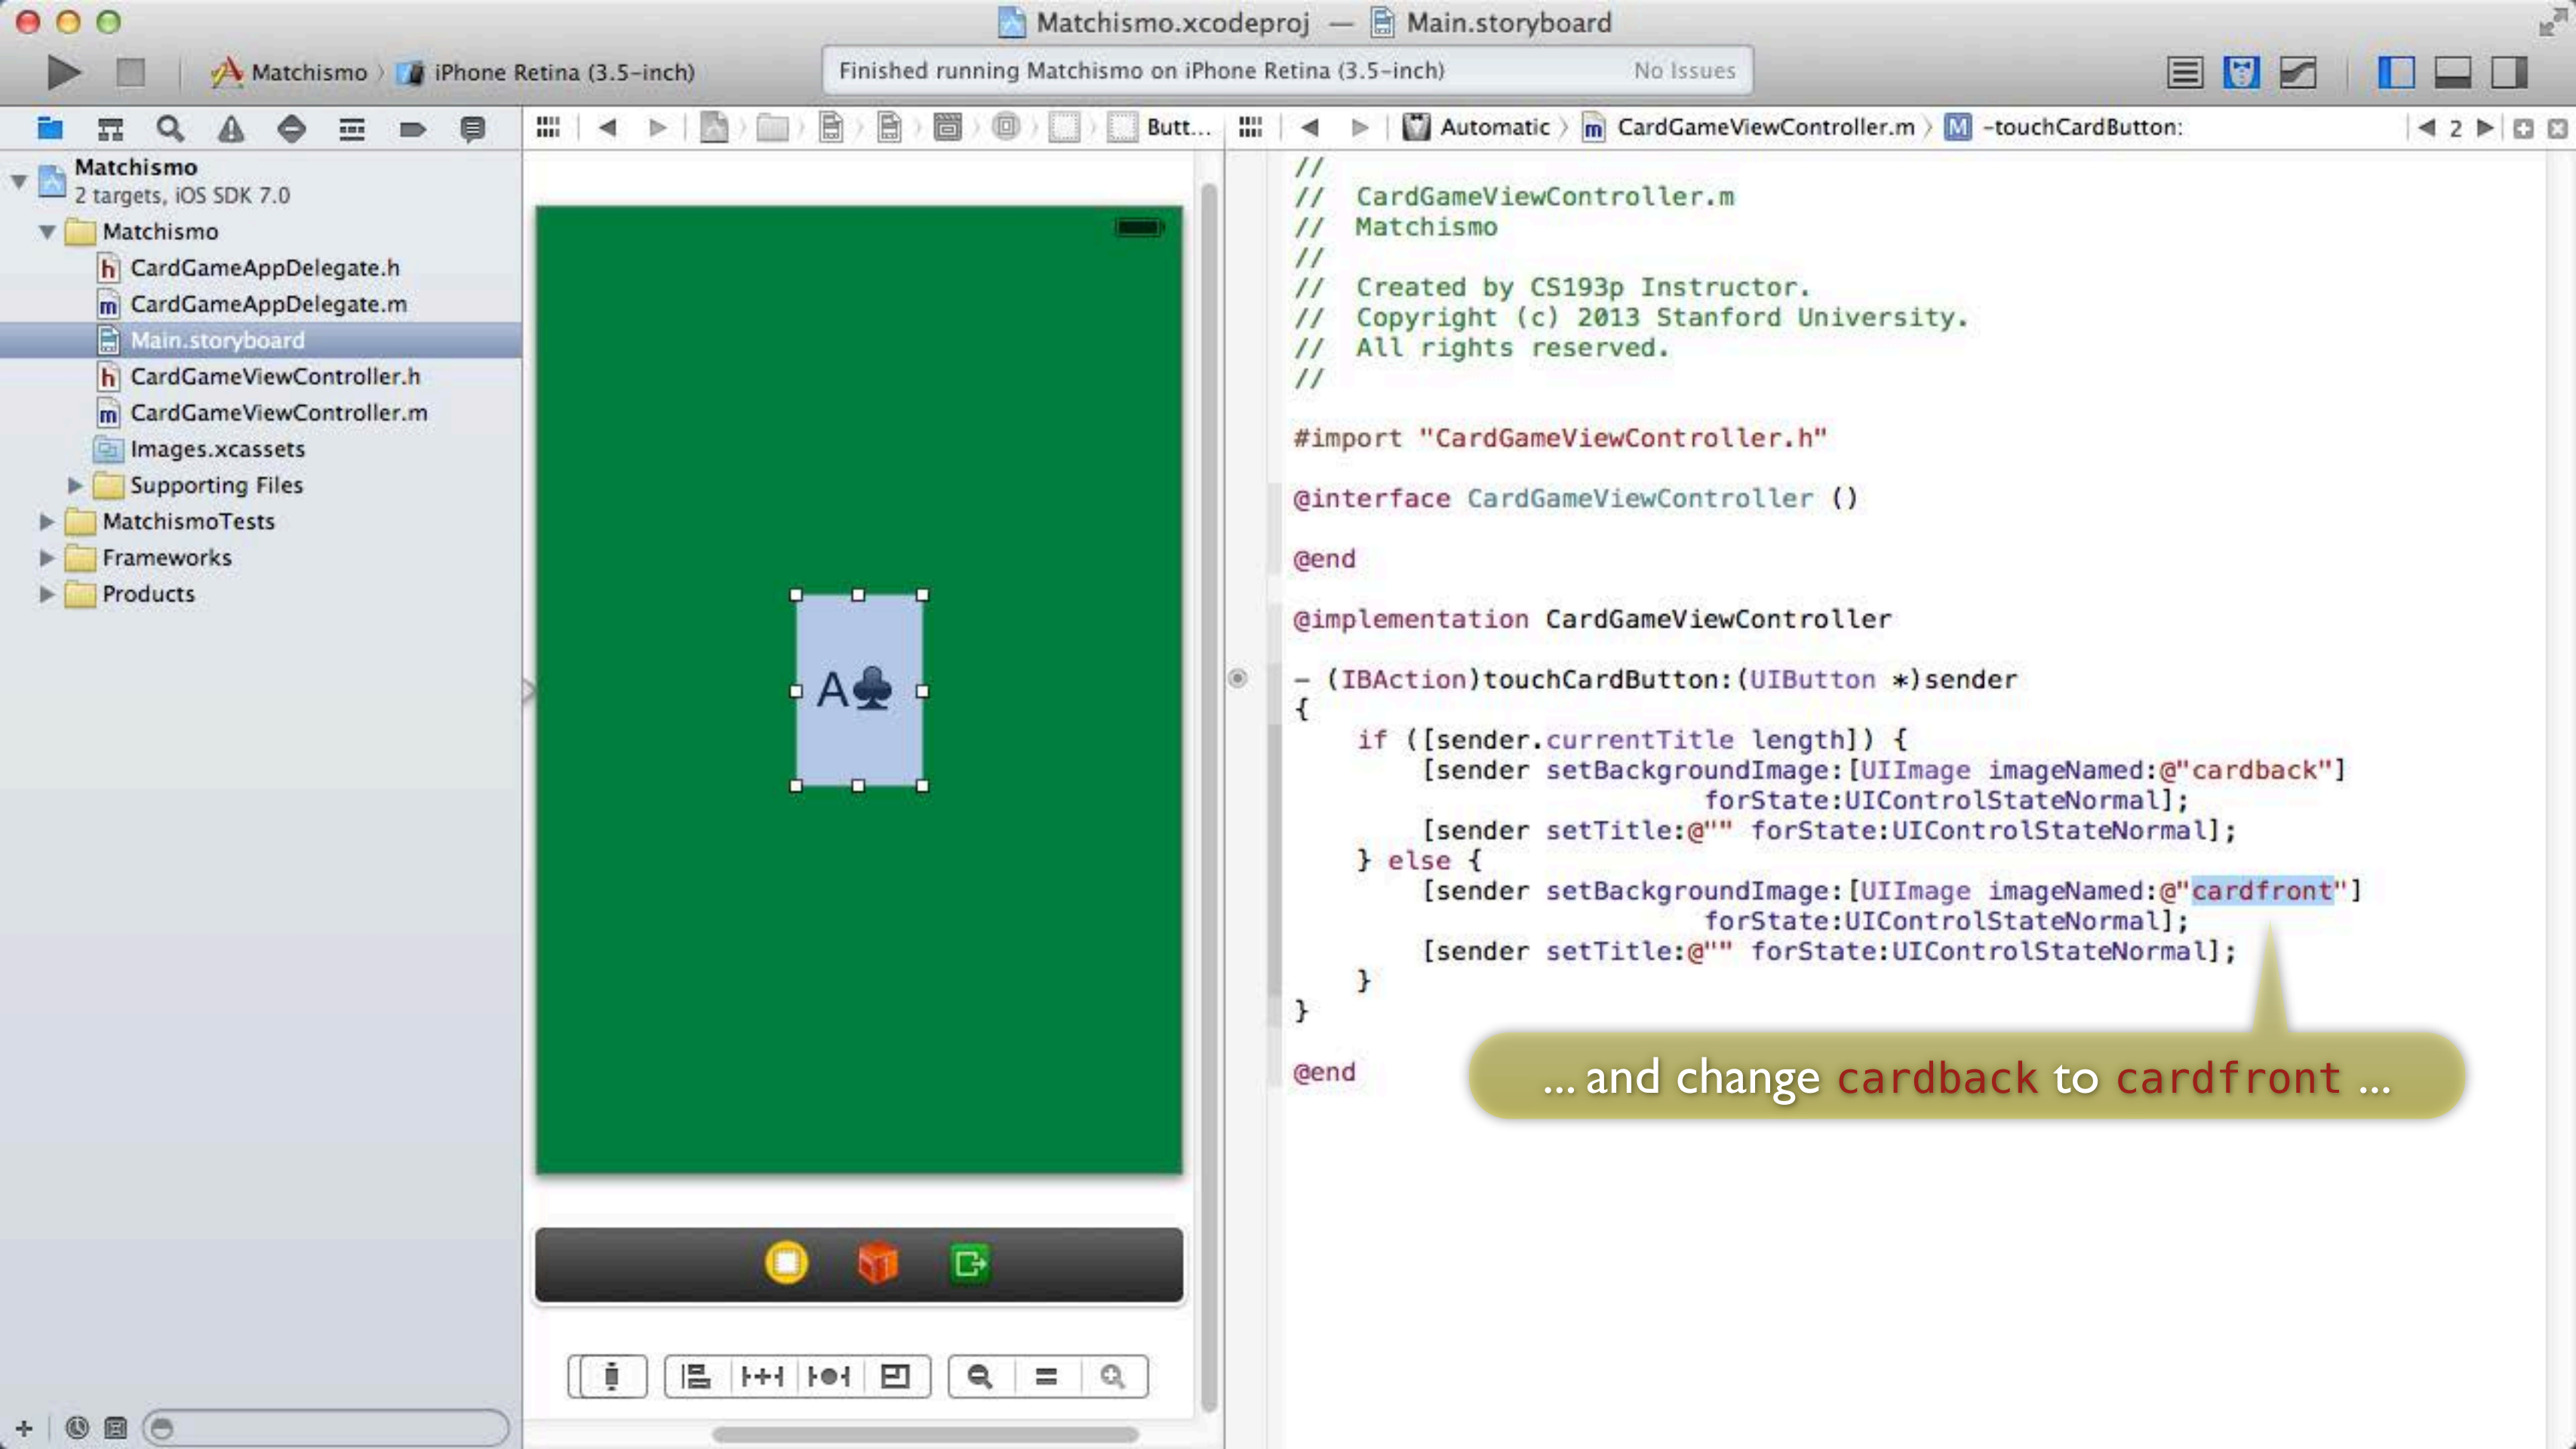 Matchismo.xcodeproj — Main.storyboard
Matchismo iPhone Retina (3.5-inch)
Finished running Matchismo on iPhone Retina (3.5-inch) No Issues
Butt...
Automatic CardGameViewController.m M -touchCardButton: 2
Matchismo
2 targets, iOS SDK 7.0
Matchismo
h CardGameAppDelegate.h
m CardGameAppDelegate.m
Main.storyboard
h CardGameViewController.h
m CardGameViewController.m
Images.xcassets
Supporting Files
MatchismoTests
Frameworks
Products
A♣
//
//  CardGameViewController.m
//  Matchismo
//
//  Created by CS193p Instructor.
//  Copyright (c) 2013 Stanford University.
//  All rights reserved.
//
#import "CardGameViewController.h"
@interface CardGameViewController ()
@end
@implementation CardGameViewController
- (IBAction)touchCardButton:(UIButton *)sender
{
    if ([sender.currentTitle length]) {
        [sender setBackgroundImage:[UIImage imageNamed:@"cardback"]
                          forState:UIControlStateNormal];
        [sender setTitle:@"" forState:UIControlStateNormal];
    } else {
        [sender setBackgroundImage:[UIImage imageNamed:@"cardfront"]
                          forState:UIControlStateNormal];
        [sender setTitle:@"" forState:UIControlStateNormal];
    }
}
@end
... and change cardback to cardfront ...